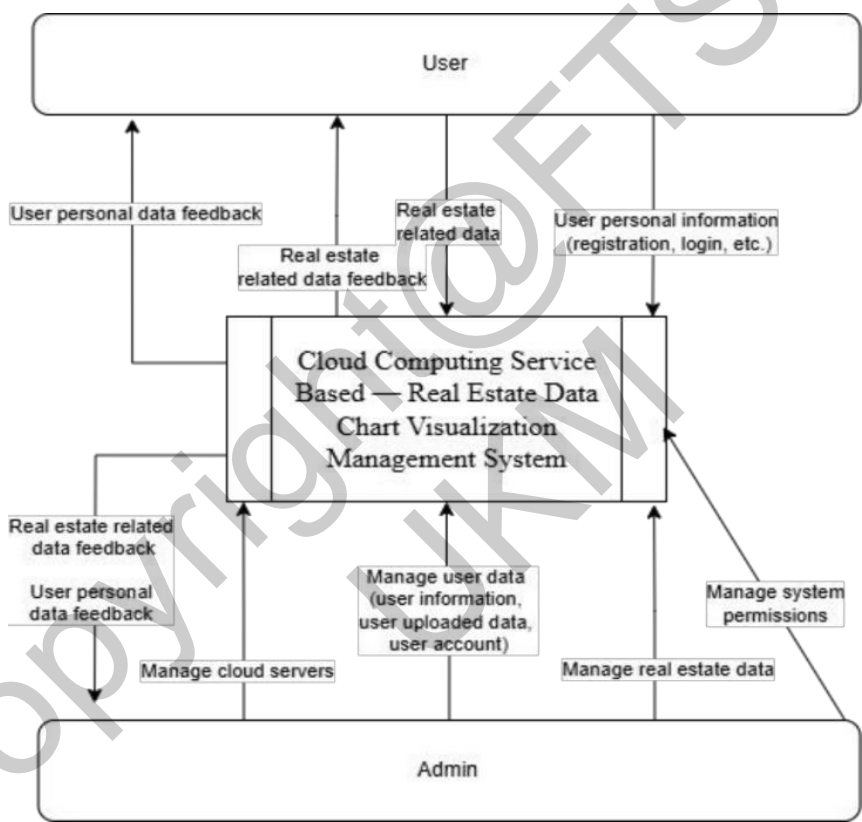 User
User personal data feedback
Real estate
related data feedback
Real estate
related data
User personal information
(registration, login, etc.)
Cloud Computing Service
Based — Real Estate Data
Chart Visualization
Management System
Real estate related
data feedback
User personal
data feedback
Manage cloud servers
Manage user data
(user information,
user uploaded data,
user account)
Manage real estate data
Manage system
permissions
Admin
opyright@FTS
UKM